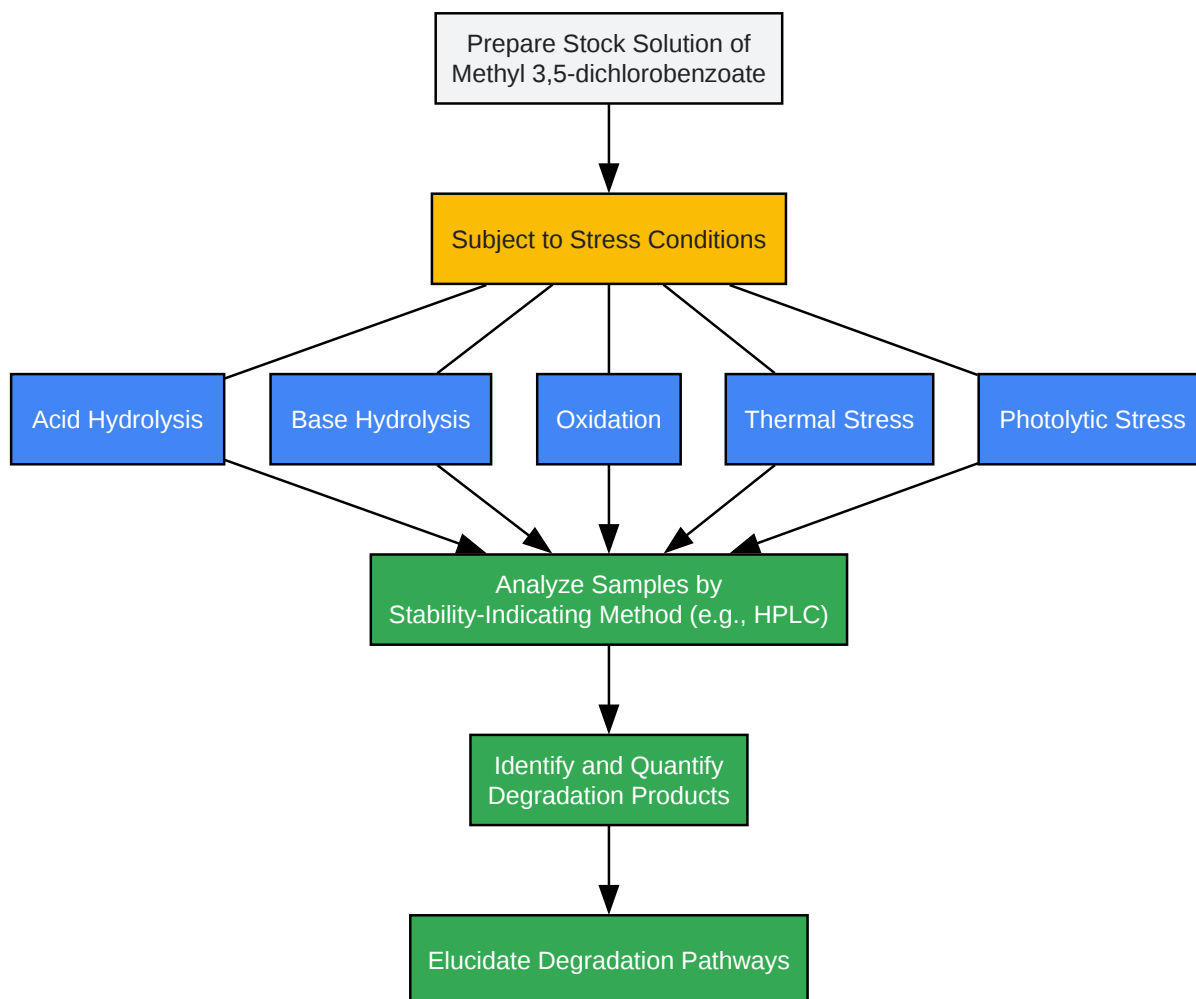 Prepare Stock Solution of
Methyl 3,5-dichlorobenzoate
Subject to Stress Conditions
Acid Hydrolysis
Base Hydrolysis
Oxidation
Thermal Stress
Photolytic Stress
Analyze Samples by
Stability-Indicating Method (e.g., HPLC)
Identify and Quantify
Degradation Products
Elucidate Degradation Pathways